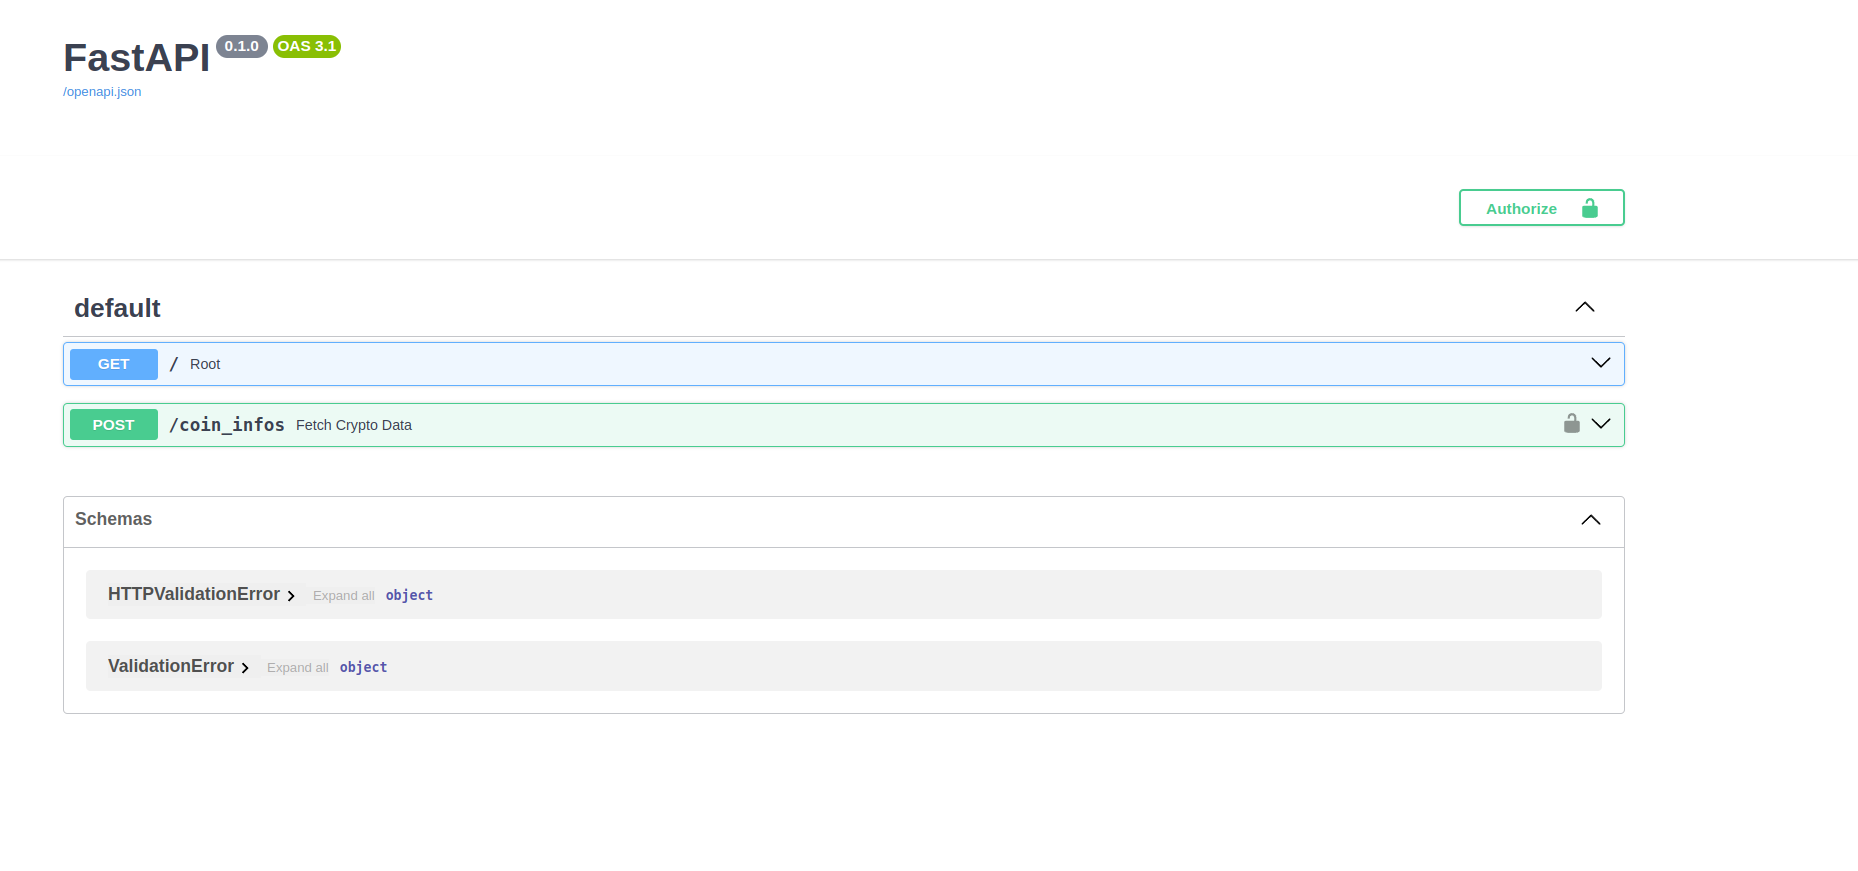 FastAPI 0.1.0 OAS 3.1
/openapi.json
Authorize
default
GET / Root
POST /coin_infos Fetch Crypto Data
Schemas
HTTPValidationError Expand all object
ValidationError Expand all object